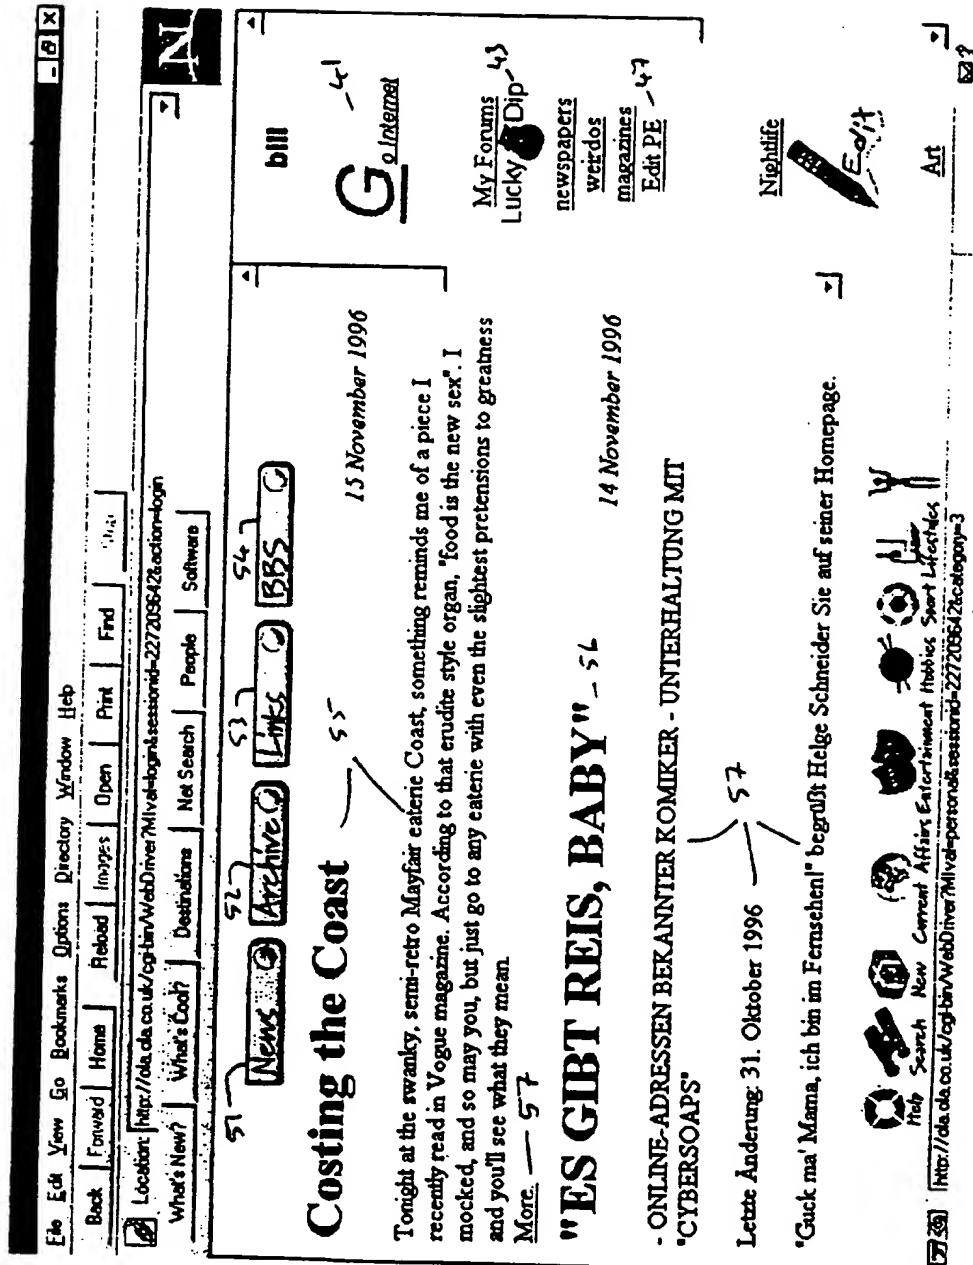 File Edit View Go Bookmarks Options Directory Window Help
Back Forward Home Reload Images Open Print Find Stop
Location: http://ola.ola.co.uk/cgi-bin/WebDriver?MIval=login&sessionid=227209642&action=login
N
What's New? What's Cool? Destinations Net Search People Software
51 52 53 54
News Archive Links BBS
Costing the Coast 55 15 November 1996
Tonight at the swanky, semi-retro Mayfair eaterie Coast, something reminds me of a piece I
recently read in Vogue magazine. According to that erudite style organ, "food is the new sex". I
mocked, and so may you, but just go to any eaterie with even the slightest pretensions to greatness
and you'll see what they mean.
More. 57
"ES GIBT REIS, BABY" 56 14 November 1996
- ONLINE-ADRESSEN BEKANNTER KOMIKER - UNTERHALTUNG MIT
"CYBERSOAPS"
Letzte Änderung: 31. Oktober 1996 57
"Guck ma' Mama, ich bin im Fernsehen!" begrüßt Helge Schneider Sie auf seiner Homepage.
bill
Go Internet 41
My Forums
Lucky Dip 43
newspapers
weirdos
magazines
Edit PE 47
Nightlife
Edit
Art
Help Search New Current Affairs Entertainment Hobbies Sport Lifestyles
http://ola.ola.co.uk/cgi-bin/WebDriver?MIval=personal&sessionid=227209642&category=3